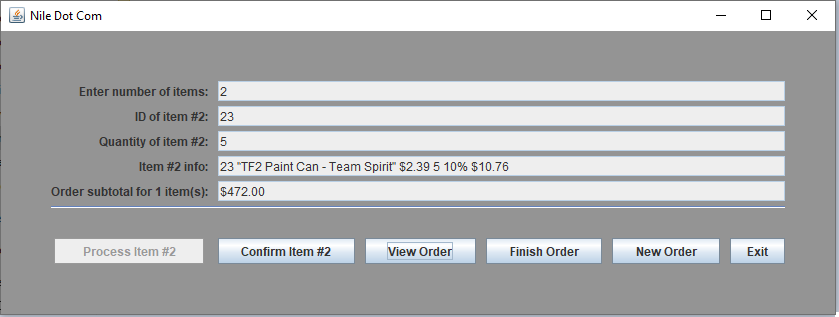 Nile Dot Com
Enter number of items: 2
ID of item #2: 23
Quantity of item #2: 5
Item #2 info: 23 "TF2 Paint Can - Team Spirit" $2.39 5 10% $10.76
Order subtotal for 1 item(s): $472.00
Process Item #2 Confirm Item #2 View Order Finish Order New Order Exit